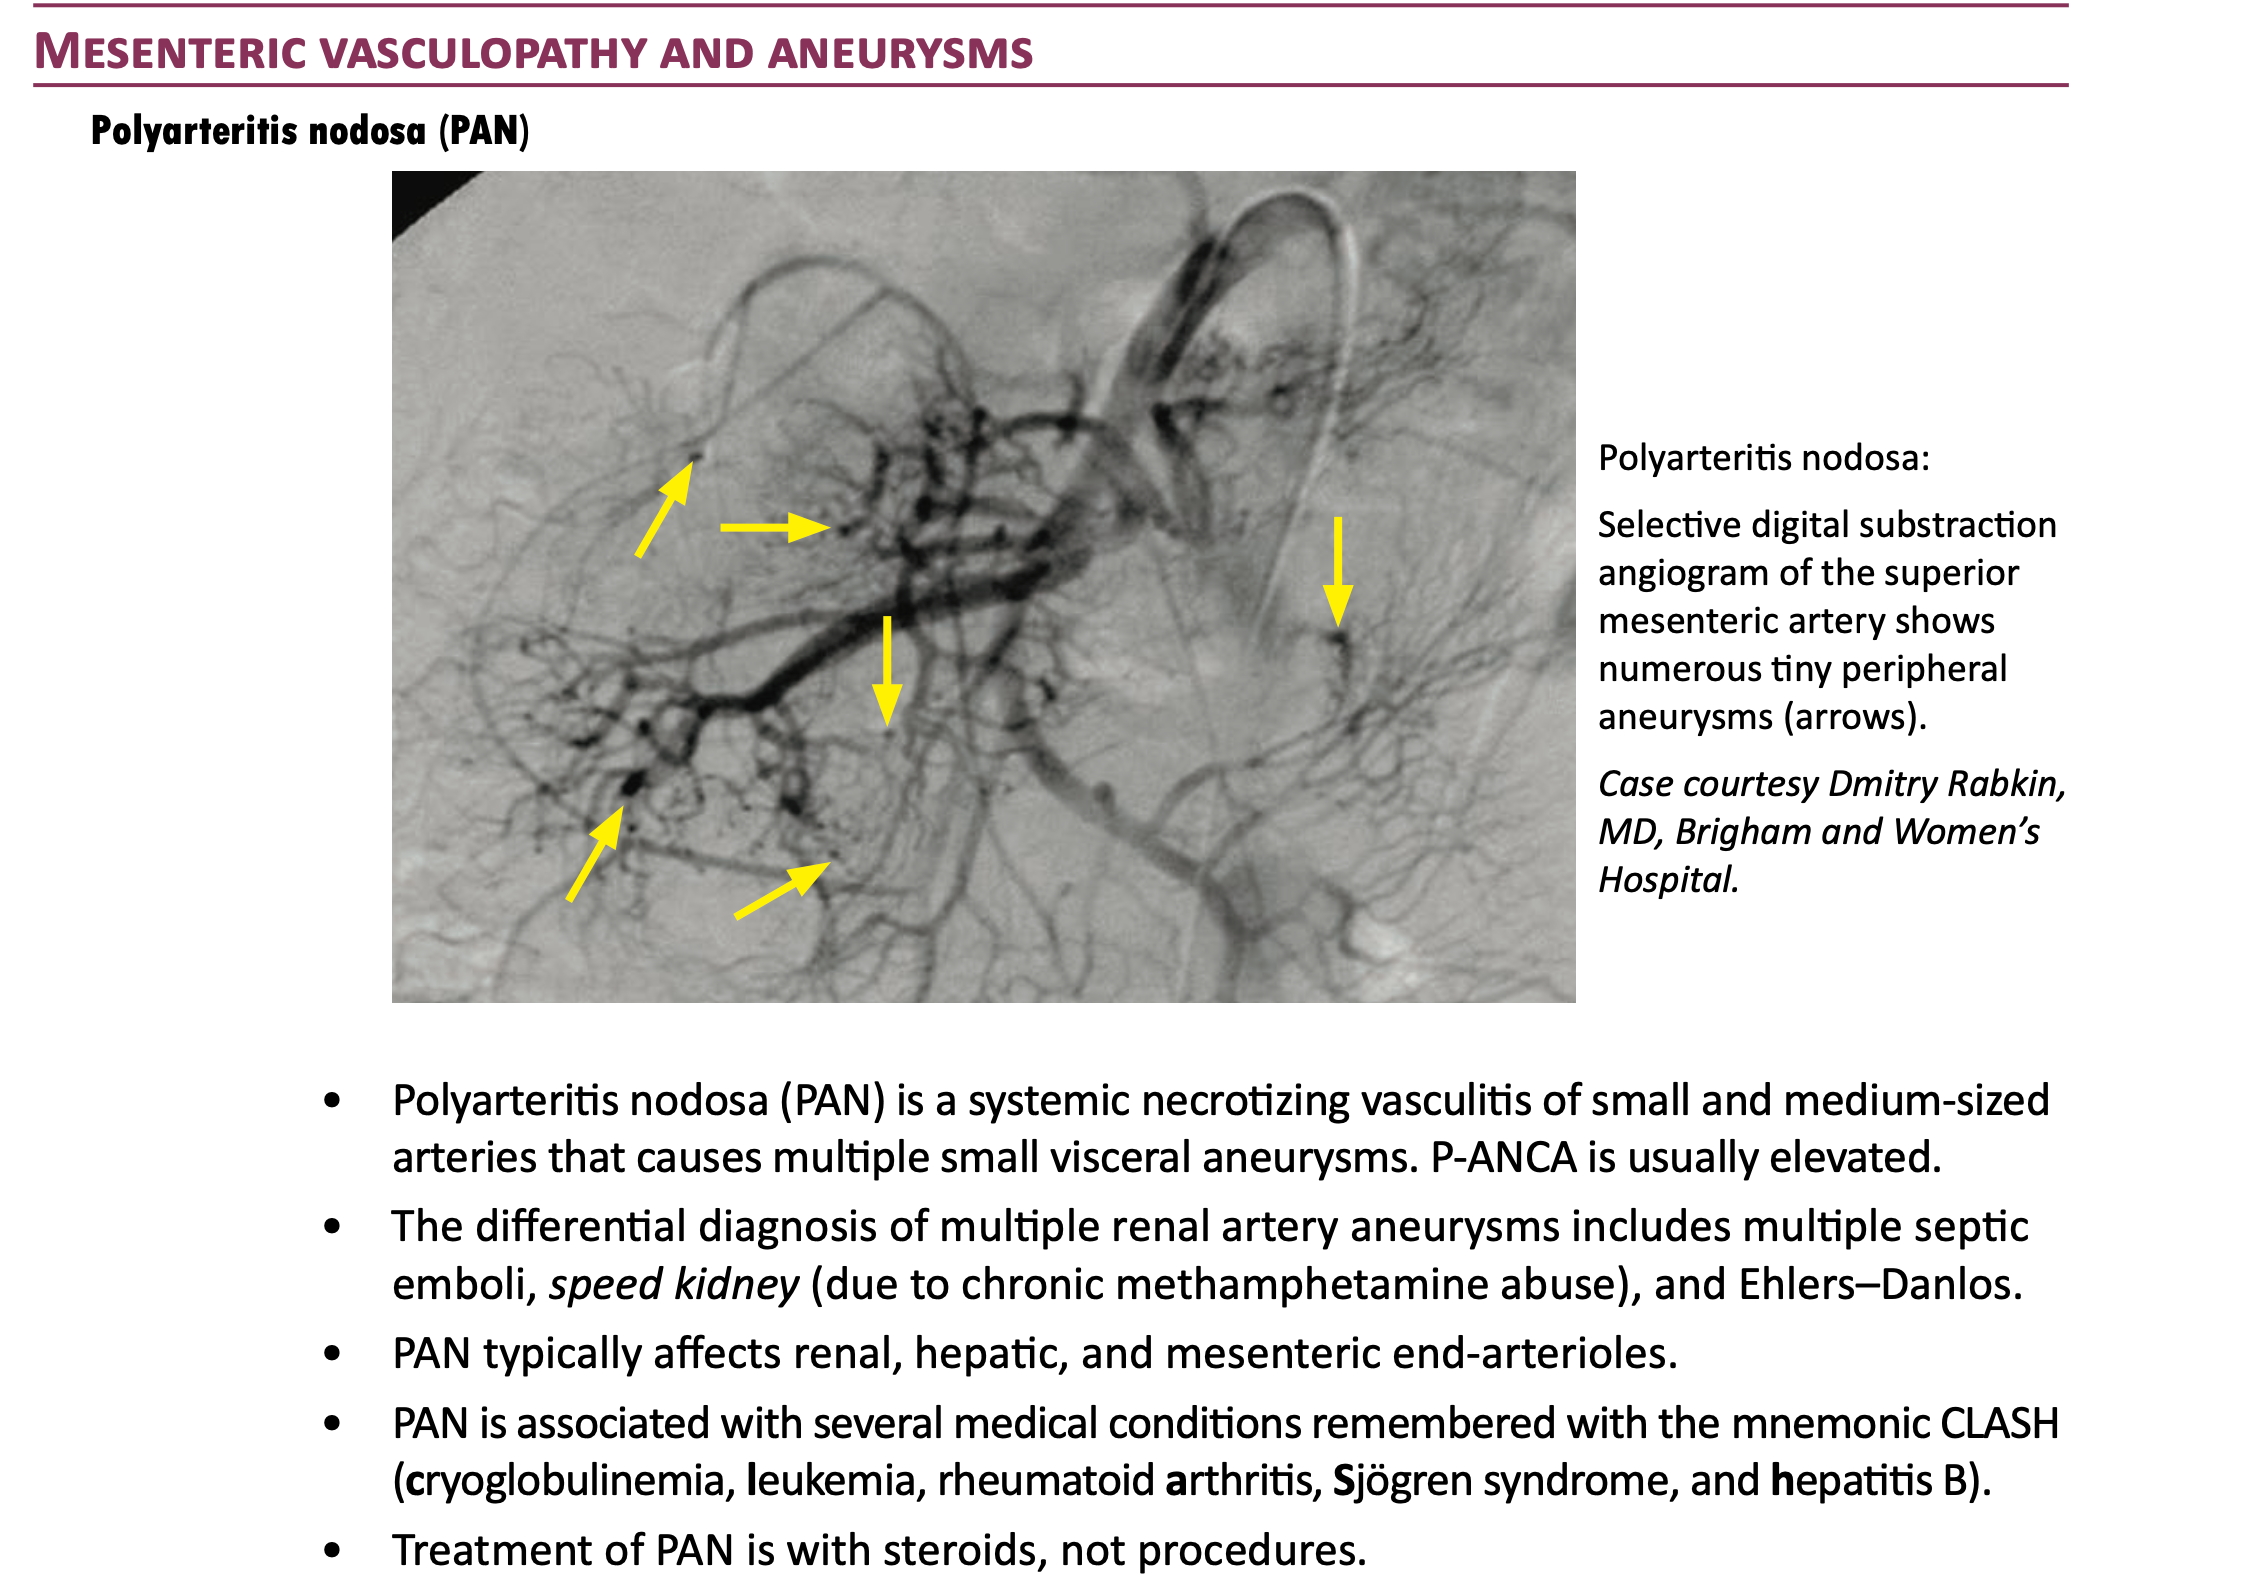 MESENTERIC VASCULOPATHY AND ANEURYSMS
Polyarteritis nodosa (PAN)
Polyarteritis nodosa:
Selective digital substraction
angiogram of the superior
mesenteric artery shows
numerous tiny peripheral
aneurysms (arrows).
Case courtesy Dmitry Rabkin,
MD, Brigham and Women’s
Hospital.
• Polyarteritis nodosa (PAN) is a systemic necrotizing vasculitis of small and medium-sized
arteries that causes multiple small visceral aneurysms. P-ANCA is usually elevated.
• The differential diagnosis of multiple renal artery aneurysms includes multiple septic
emboli, speed kidney (due to chronic methamphetamine abuse), and Ehlers–Danlos.
• PAN typically affects renal, hepatic, and mesenteric end-arterioles.
• PAN is associated with several medical conditions remembered with the mnemonic CLASH
(cryoglobulinemia, leukemia, rheumatoid arthritis, Sjögren syndrome, and hepatitis B).
• Treatment of PAN is with steroids, not procedures.